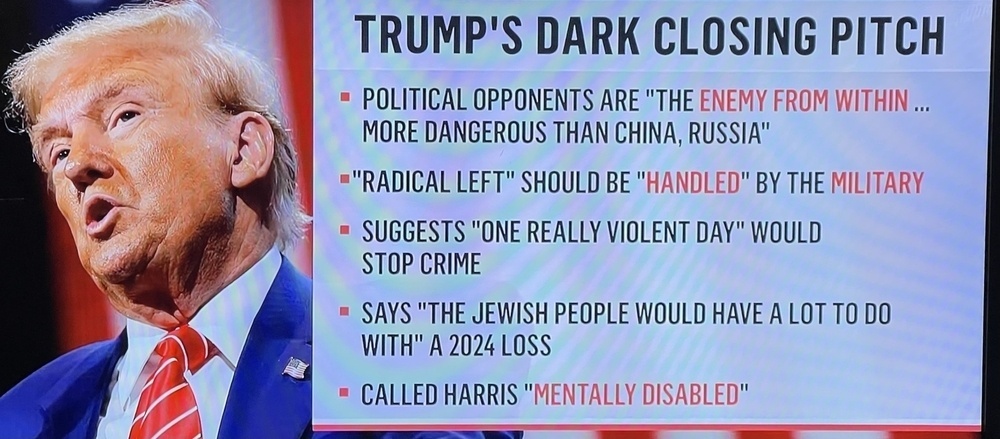 TRUMP'S DARK CLOSING PITCH
▪ POLITICAL OPPONENTS ARE "THE ENEMY FROM WITHIN ...
MORE DANGEROUS THAN CHINA, RUSSIA"
▪ "RADICAL LEFT" SHOULD BE "HANDLED" BY THE MILITARY
▪ SUGGESTS "ONE REALLY VIOLENT DAY" WOULD
STOP CRIME
▪ SAYS "THE JEWISH PEOPLE WOULD HAVE A LOT TO DO
WITH" A 2024 LOSS
▪ CALLED HARRIS "MENTALLY DISABLED"